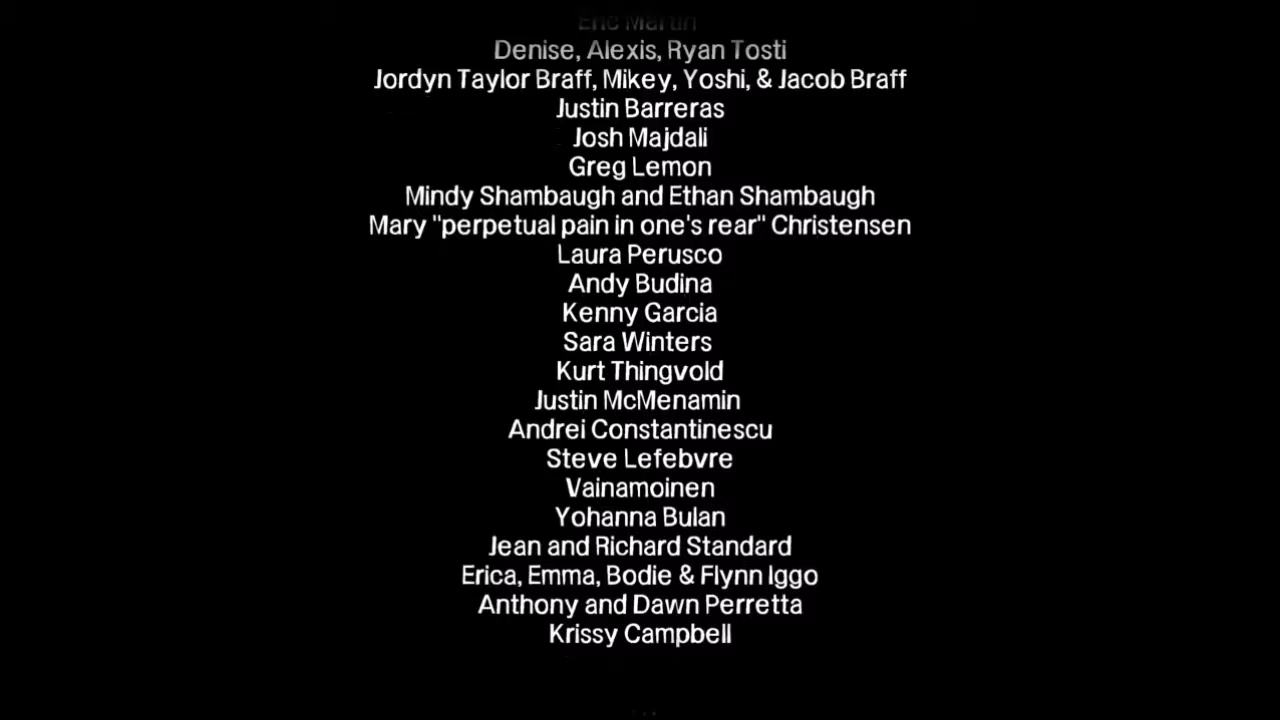 Eric Martin
Denise, Alexis, Ryan Tosti
Jordyn Taylor Braff, Mikey, Yoshi, & Jacob Braff
Justin Barreras
Josh Majdali
Greg Lemon
Mindy Shambaugh and Ethan Shambaugh
Mary "perpetual pain in one's rear" Christensen
Laura Perusco
Andy Budina
Kenny Garcia
Sara Winters
Kurt Thingvold
Justin McMenamin
Andrei Constantinescu
Steve Lefebvre
Vainamoinen
Yohanna Bulan
Jean and Richard Standard
Erica, Emma, Bodie & Flynn Iggo
Anthony and Dawn Perretta
Krissy Campbell